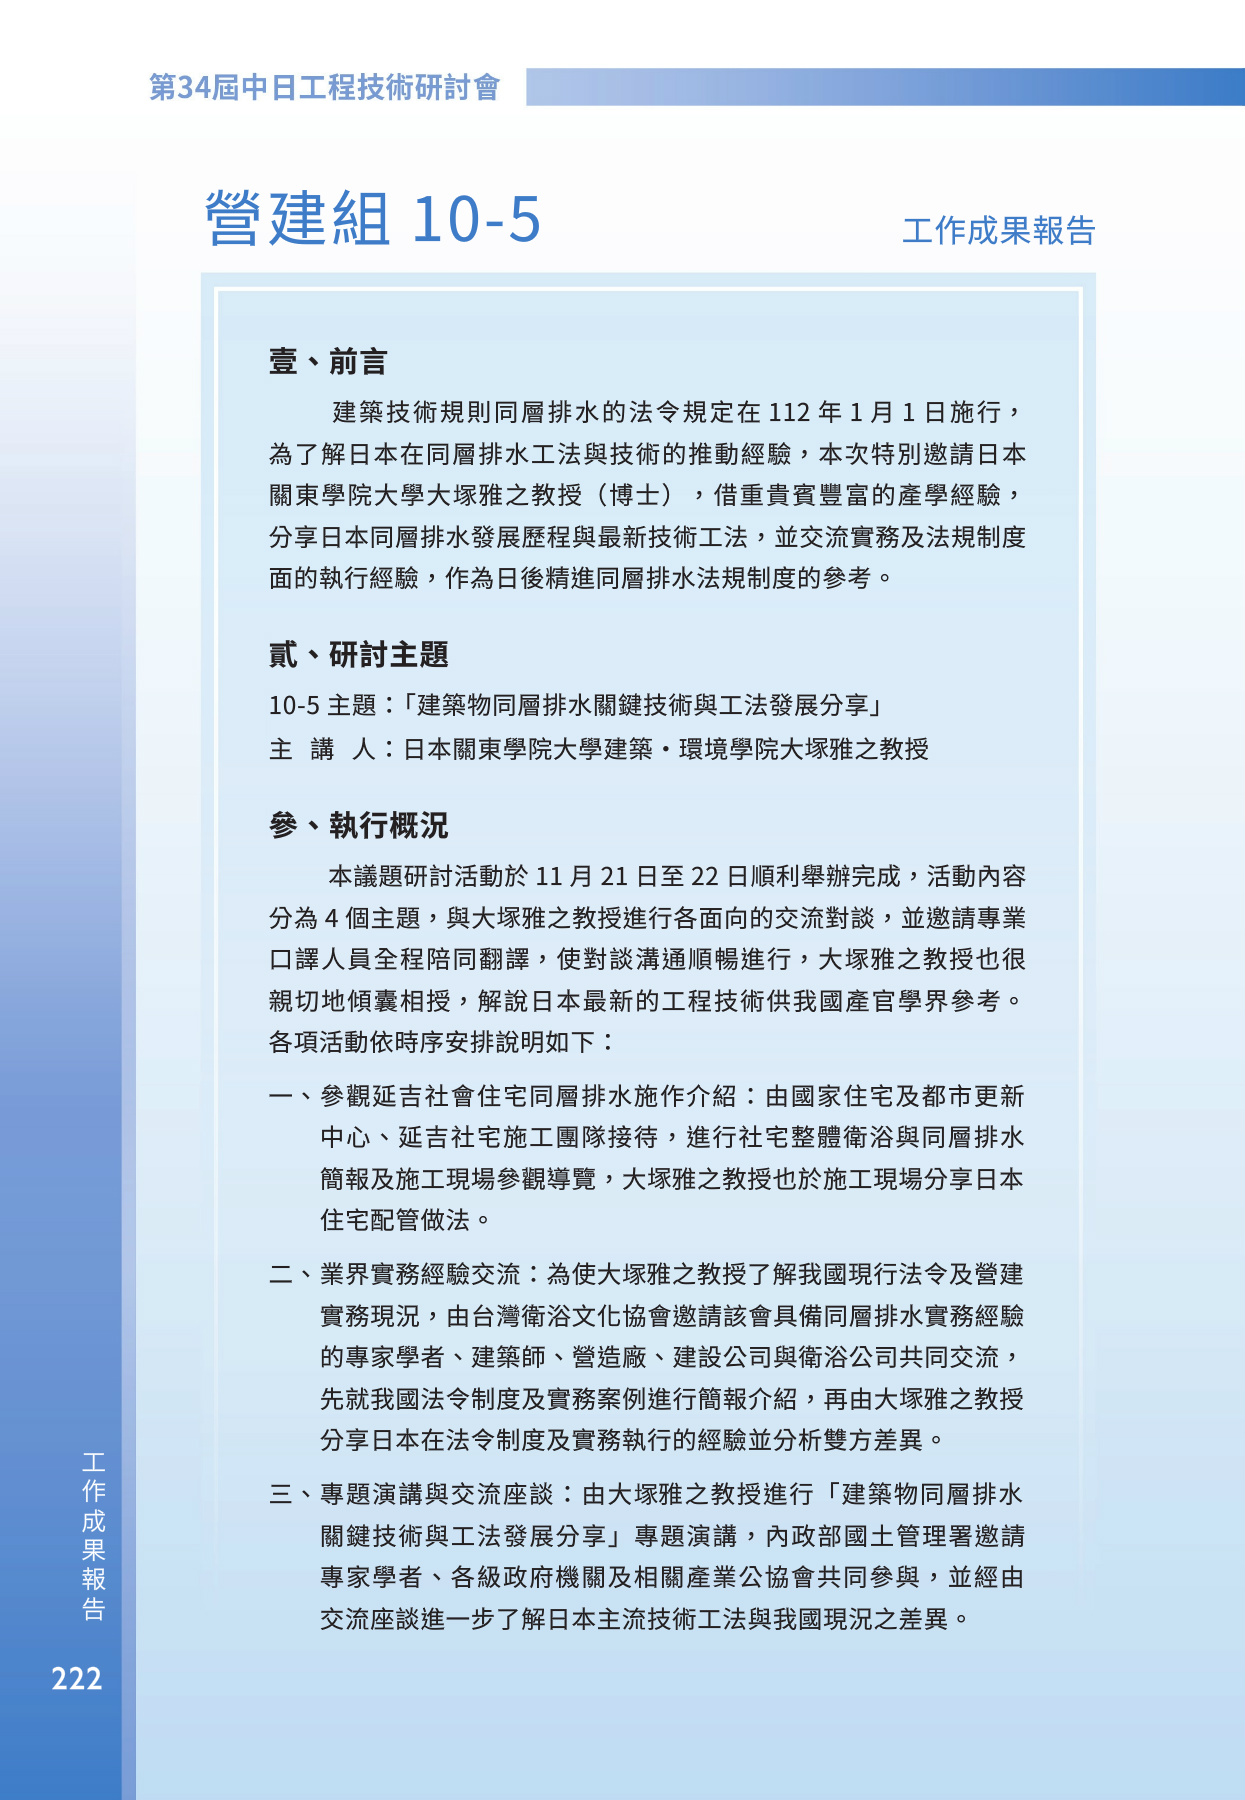 第34屆中日工程技術研討會
營建組 10-5
工作成果報告
壹、前言
建築技術規則同層排水的法令規定在 112 年 1 月 1 日施行，
為了解日本在同層排水工法與技術的推動經驗，本次特別邀請日本
關東學院大學大塚雅之教授（博士），借重貴賓豐富的產學經驗，
分享日本同層排水發展歷程與最新技術工法，並交流實務及法規制度
面的執行經驗，作為日後精進同層排水法規制度的參考。
貳、研討主題
10-5 主題：「建築物同層排水關鍵技術與工法發展分享」
主 講 人：日本關東學院大學建築・環境學院大塚雅之教授
參、執行概況
本議題研討活動於 11 月 21 日至 22 日順利舉辦完成，活動內容
分為 4 個主題，與大塚雅之教授進行各面向的交流對談，並邀請專業
口譯人員全程陪同翻譯，使對談溝通順暢進行，大塚雅之教授也很
親切地傾囊相授，解說日本最新的工程技術供我國產官學界參考。
各項活動依時序安排說明如下：
一、參觀延吉社會住宅同層排水施作介紹：由國家住宅及都市更新
中心、延吉社宅施工團隊接待，進行社宅整體衛浴與同層排水
簡報及施工現場參觀導覽，大塚雅之教授也於施工現場分享日本
住宅配管做法。
二、業界實務經驗交流：為使大塚雅之教授了解我國現行法令及營建
實務現況，由台灣衛浴文化協會邀請該會具備同層排水實務經驗
的專家學者、建築師、營造廠、建設公司與衛浴公司共同交流，
先就我國法令制度及實務案例進行簡報介紹，再由大塚雅之教授
分享日本在法令制度及實務執行的經驗並分析雙方差異。
三、專題演講與交流座談：由大塚雅之教授進行「建築物同層排水
關鍵技術與工法發展分享」專題演講，內政部國土管理署邀請
專家學者、各級政府機關及相關產業公協會共同參與，並經由
交流座談進一步了解日本主流技術工法與我國現況之差異。
工作成果報告
222